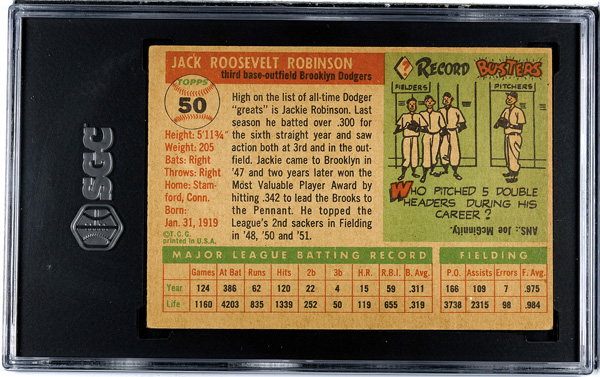 SGC
JACK ROOSEVELT ROBINSON
third base-outfield Brooklyn Dodgers
TOPPS
50
Height: 5'11¾"
Weight: 205
Bats: Right
Throws: Right
Home: Stam-
ford, Conn.
Born:
Jan. 31, 1919
©T.C.G.
printed in U.S.A.
High on the list of all-time Dodger
"greats" is Jackie Robinson. Last
season he batted over .300 for
the sixth straight year and saw
action both at 3rd and in the out-
field. Jackie came to Brooklyn in
'47 and two years later won the
Most Valuable Player Award by
hitting .342 to lead the Brooks to
the Pennant. He topped the
League's 2nd sackers in Fielding
in '48, '50 and '51.
? RECORD BUSTERS
FIELDERS
PITCHERS
WHO PITCHED 5 DOUBLE
HEADERS DURING HIS
CAREER?
ANS.: Joe McGinnity.
MAJOR LEAGUE BATTING RECORD
Games At Bat Runs Hits 2b 3b H.R. R.B.I. B. Avg.
Year 124 386 62 120 22 4 15 59 .311
Life 1160 4203 835 1339 252 50 119 655 .319
FIELDING
P.O. Assists Errors F. Avg.
166 109 7 .975
3738 2315 98 .984